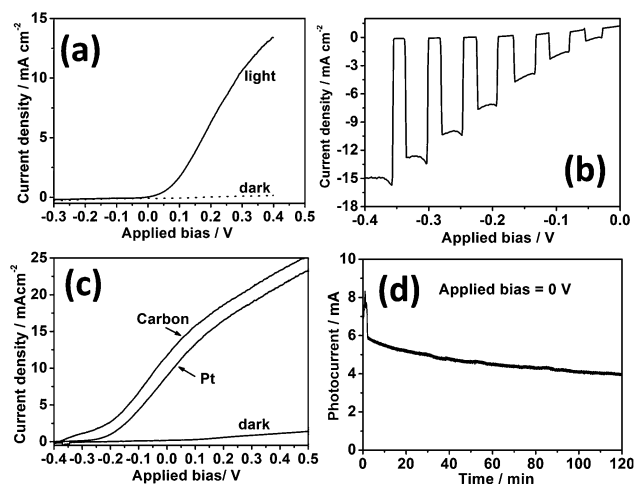 (a)
Current density / mA cm-2
15
10
5
0
light
dark
-0.3 -0.2 -0.1 0.0 0.1 0.2 0.3 0.4 0.5
Applied bias / V
(b)
Current density / mA cm-2
0
-3
-6
-9
-12
-15
-18
-0.4 -0.3 -0.2 -0.1 0.0
Applied bias / V
(c)
Current density / mAcm-2
25
20
15
10
5
0
Carbon
Pt
dark
-0.4 -0.3 -0.2 -0.1 0.0 0.1 0.2 0.3 0.4 0.5
Applied bias/ V
(d)
Applied bias = 0 V
Photocurrent / mA
10
8
6
4
2
0
0 20 40 60 80 100 120
Time / min